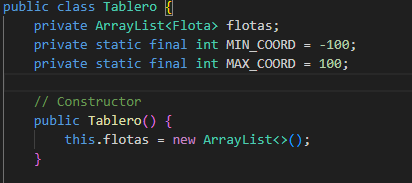 public class Tablero {
private ArrayList<Flota> flotas;
private static final int MIN_COORD = -100;
private static final int MAX_COORD = 100;
// Constructor
public Tablero() {
this.flotas = new ArrayList<>();
}